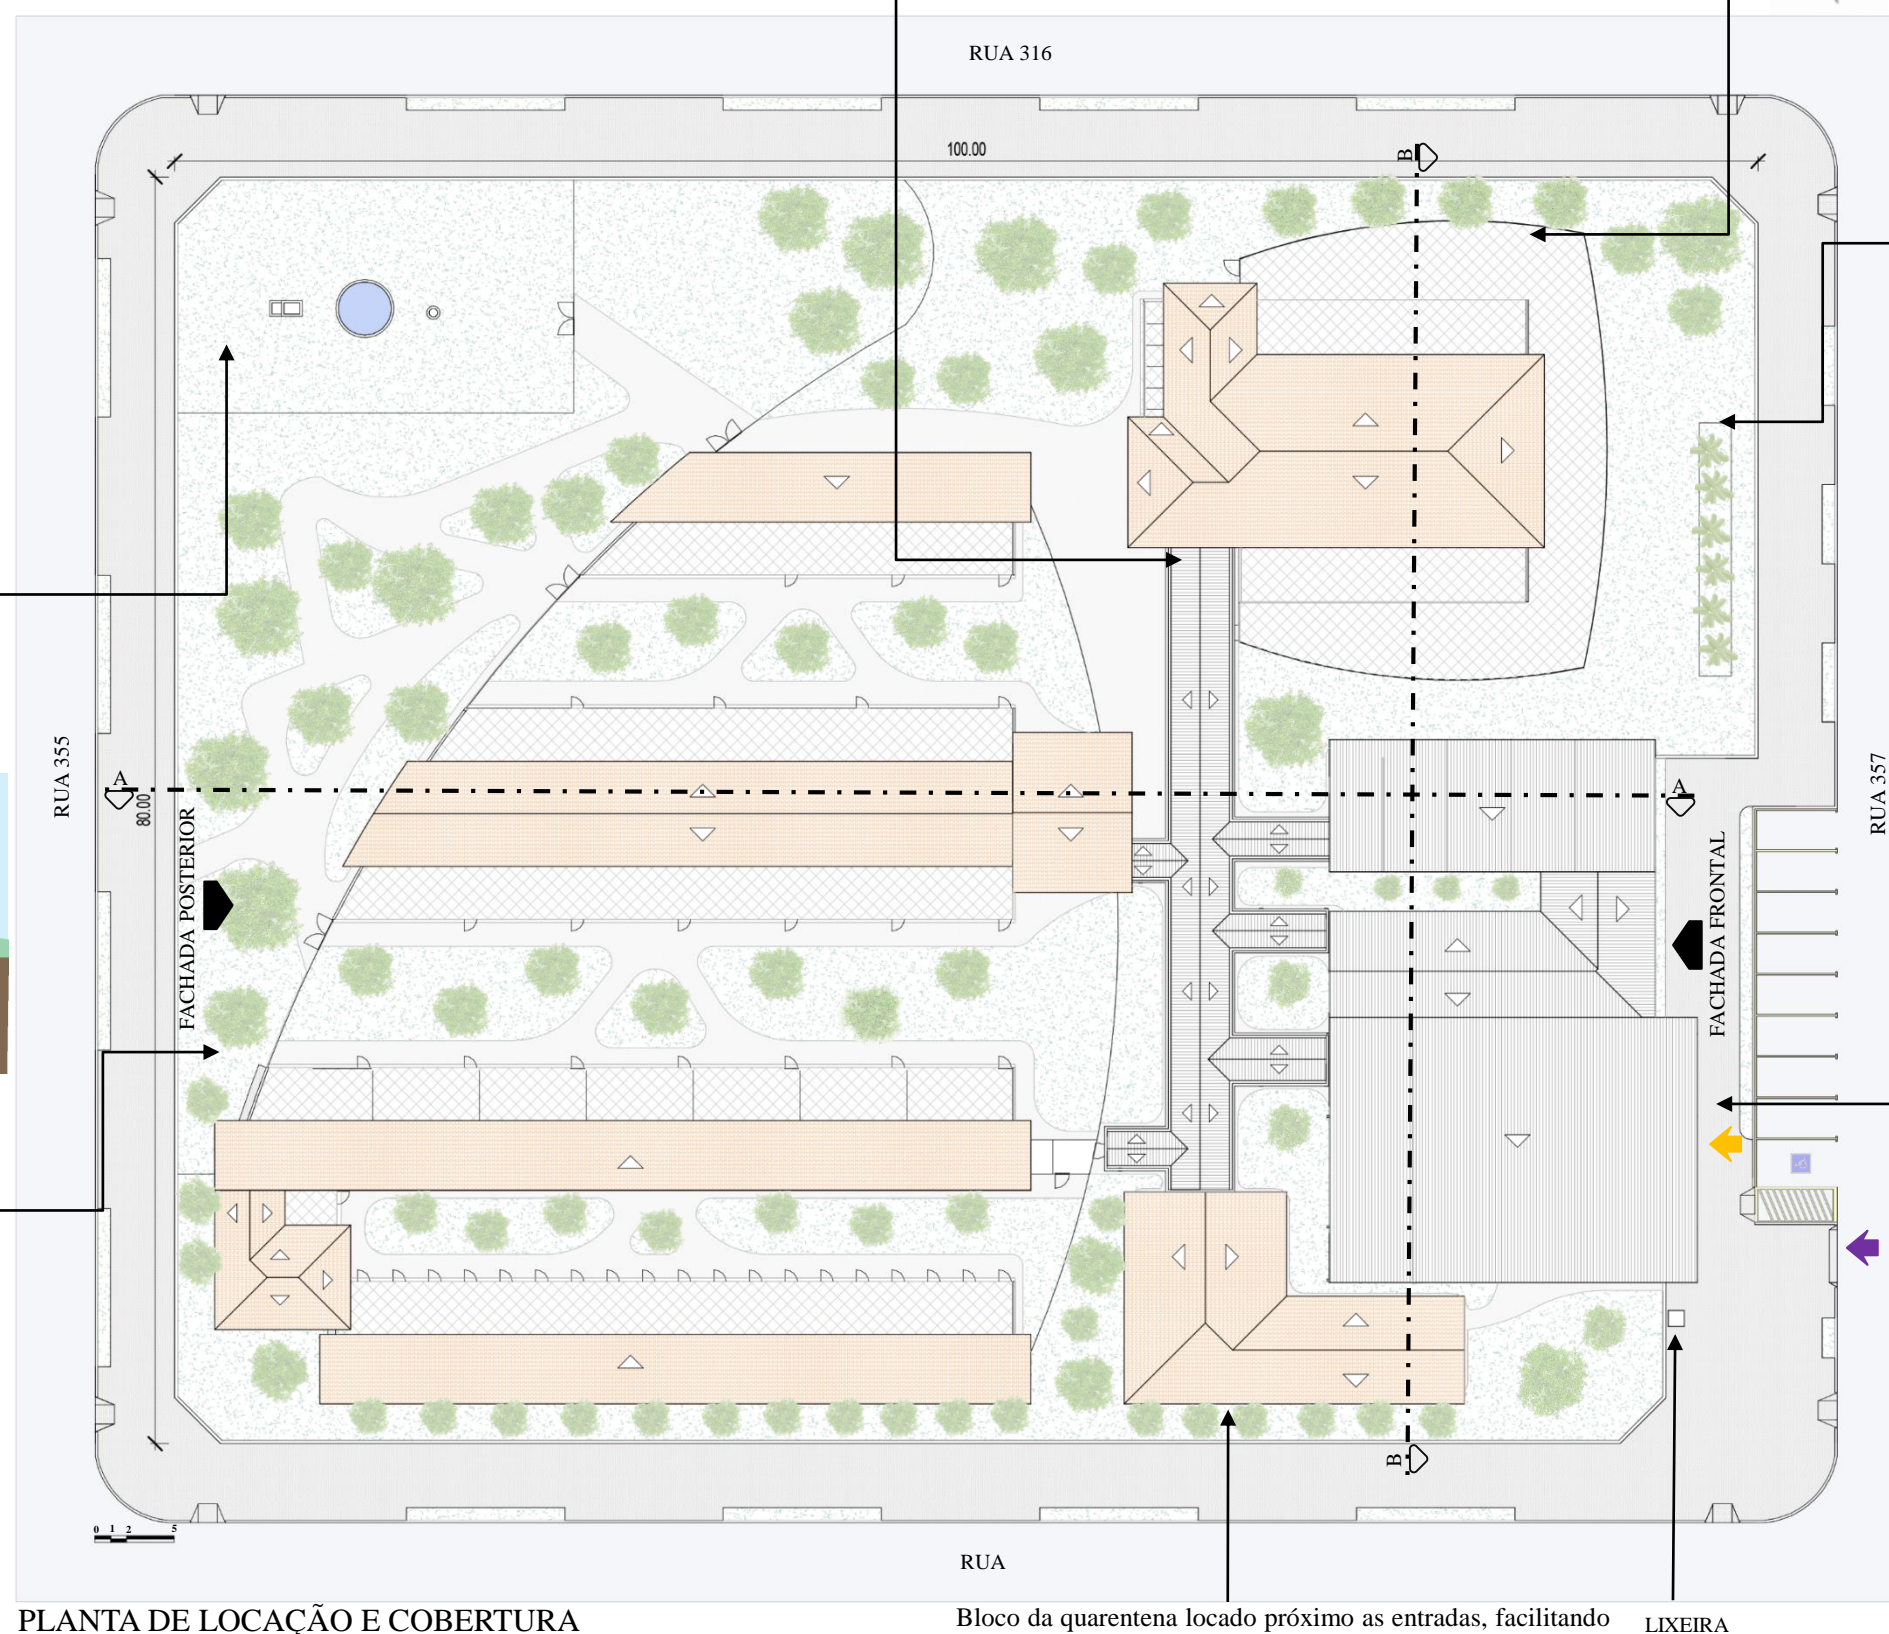 RUA 316
100.00
B
RUA 355
A
80.00
FACHADA POSTERIOR
A
FACHADA FRONTAL
RUA 357
B
0 1 2 5
RUA
PLANTA DE LOCAÇÃO E COBERTURA
Bloco da quarentena locado próximo as entradas, facilitando
LIXEIRA